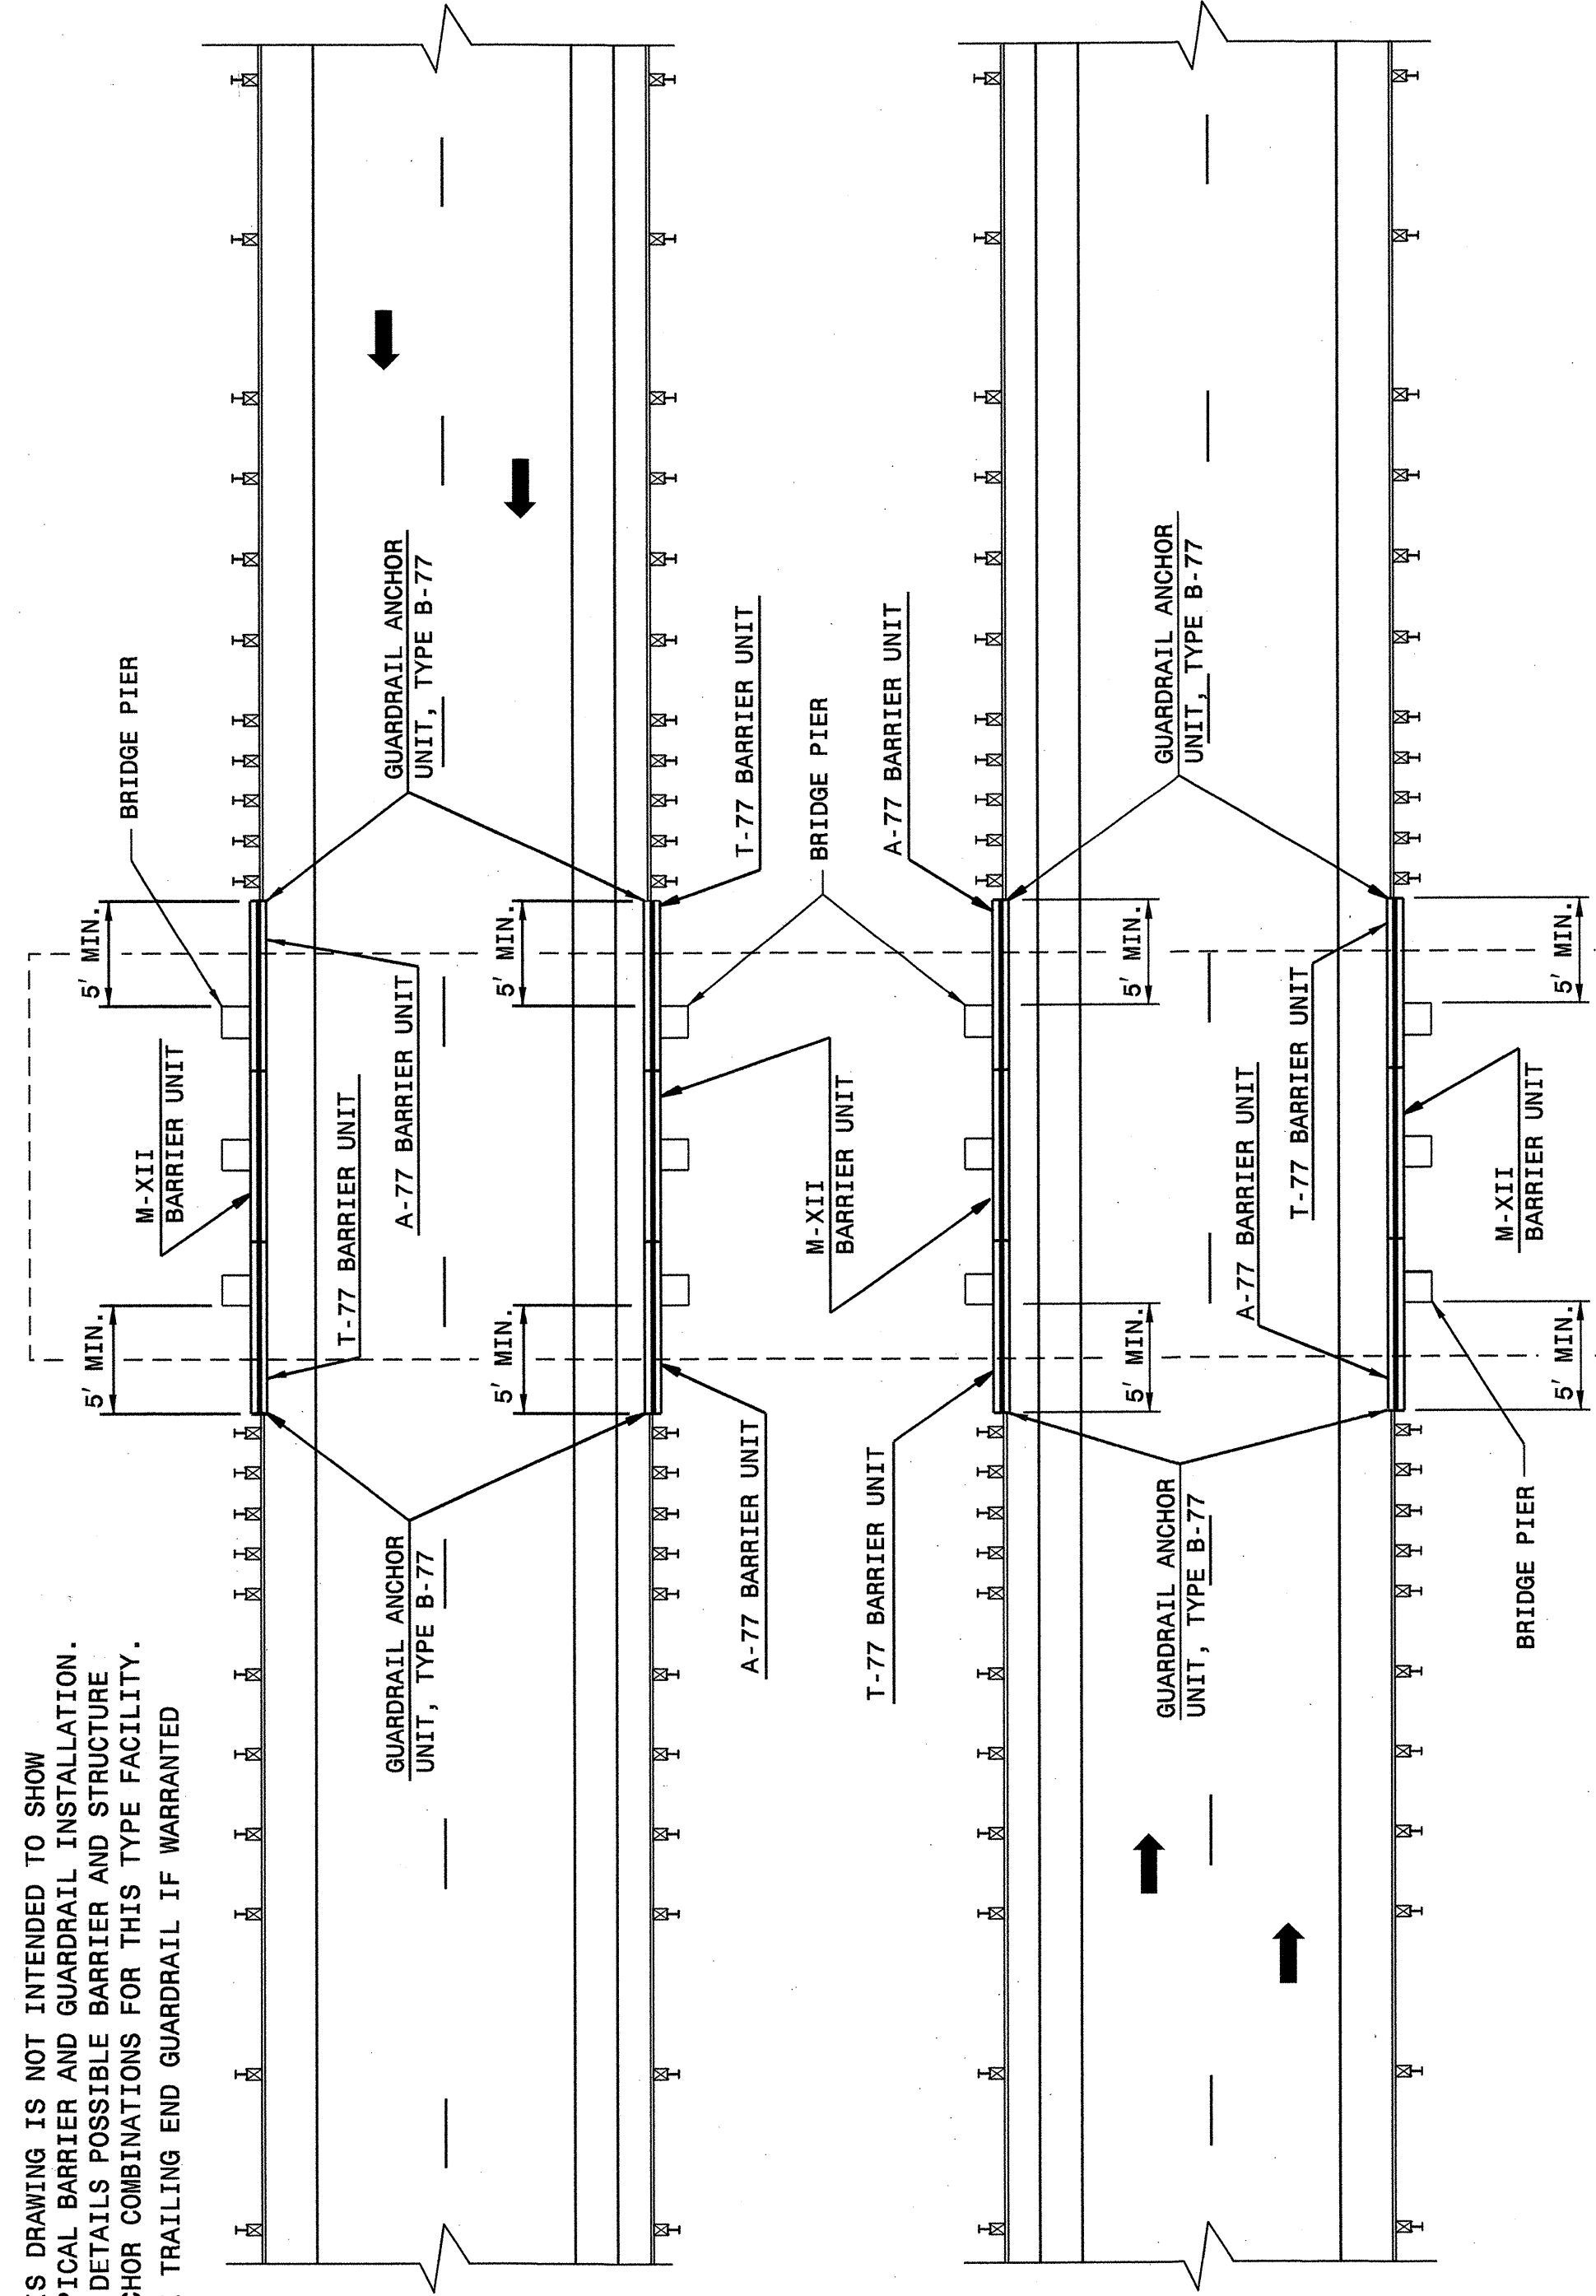 S DRAWING IS NOT INTENDED TO SHOW
PICAL BARRIER AND GUARDRAIL INSTALLATION.
DETAILS POSSIBLE BARRIER AND STRUCTURE
CHOR COMBINATIONS FOR THIS TYPE FACILITY.
TRAILING END GUARDRAIL IF WARRANTED
5' MIN.
5' MIN.
BRIDGE PIER
M-XII
BARRIER UNIT
T-77 BARRIER UNIT
A-77 BARRIER UNIT
GUARDRAIL ANCHOR
UNIT, TYPE B-77
GUARDRAIL ANCHOR
UNIT, TYPE B-77
5' MIN.
5' MIN.
A-77 BARRIER UNIT
T-77 BARRIER UNIT
BRIDGE PIER
M-XII
BARRIER UNIT
T-77 BARRIER UNIT
A-77 BARRIER UNIT
5' MIN.
5' MIN.
GUARDRAIL ANCHOR
UNIT, TYPE B-77
GUARDRAIL ANCHOR
UNIT, TYPE B-77
A-77 BARRIER UNIT
T-77 BARRIER UNIT
M-XII
BARRIER UNIT
BRIDGE PIER
5' MIN.
5' MIN.